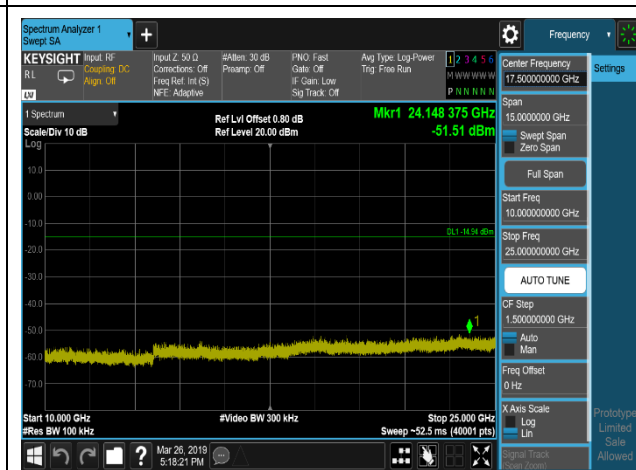 Spectrum Analyzer 1
Swept SA
+
Frequency
KEYSIGHT
RL
LXI
Input: RF
Coupling: DC
Align: Off
Input Z: 50 Ω
Corrections: Off
Freq Ref: Int (S)
NFE: Adaptive
#Atten: 30 dB
Preamp: Off
PNO: Fast
Gate: Off
IF Gain: Low
Sig Track: Off
Avg Type: Log-Power
Trig: Free Run
1 2 3 4 5 6
M W W W W W
P N N N N N
1 Spectrum
Scale/Div 10 dB
Log
Ref Lvl Offset 0.80 dB
Ref Level 20.00 dBm
Mkr1 24.148 375 GHz
-51.51 dBm
10.0
0.00
-10.0
DL1 -14.94 dBm
-20.0
-30.0
-40.0
-50.0
1
-60.0
-70.0
Start 10.000 GHz
#Res BW 100 kHz
#Video BW 300 kHz
Stop 25.000 GHz
Sweep ~52.5 ms (40001 pts)
Mar 26, 2019
5:18:21 PM
?
Center Frequency
17.500000000 GHz
Span
15.0000000 GHz
Swept Span
Zero Span
Full Span
Start Freq
10.000000000 GHz
Stop Freq
25.000000000 GHz
AUTO TUNE
CF Step
1.500000000 GHz
Auto
Man
Freq Offset
0 Hz
X Axis Scale
Log
Lin
Signal Track
(Span Zoom)
Settings
Prototype
Limited
Sale
Allowed